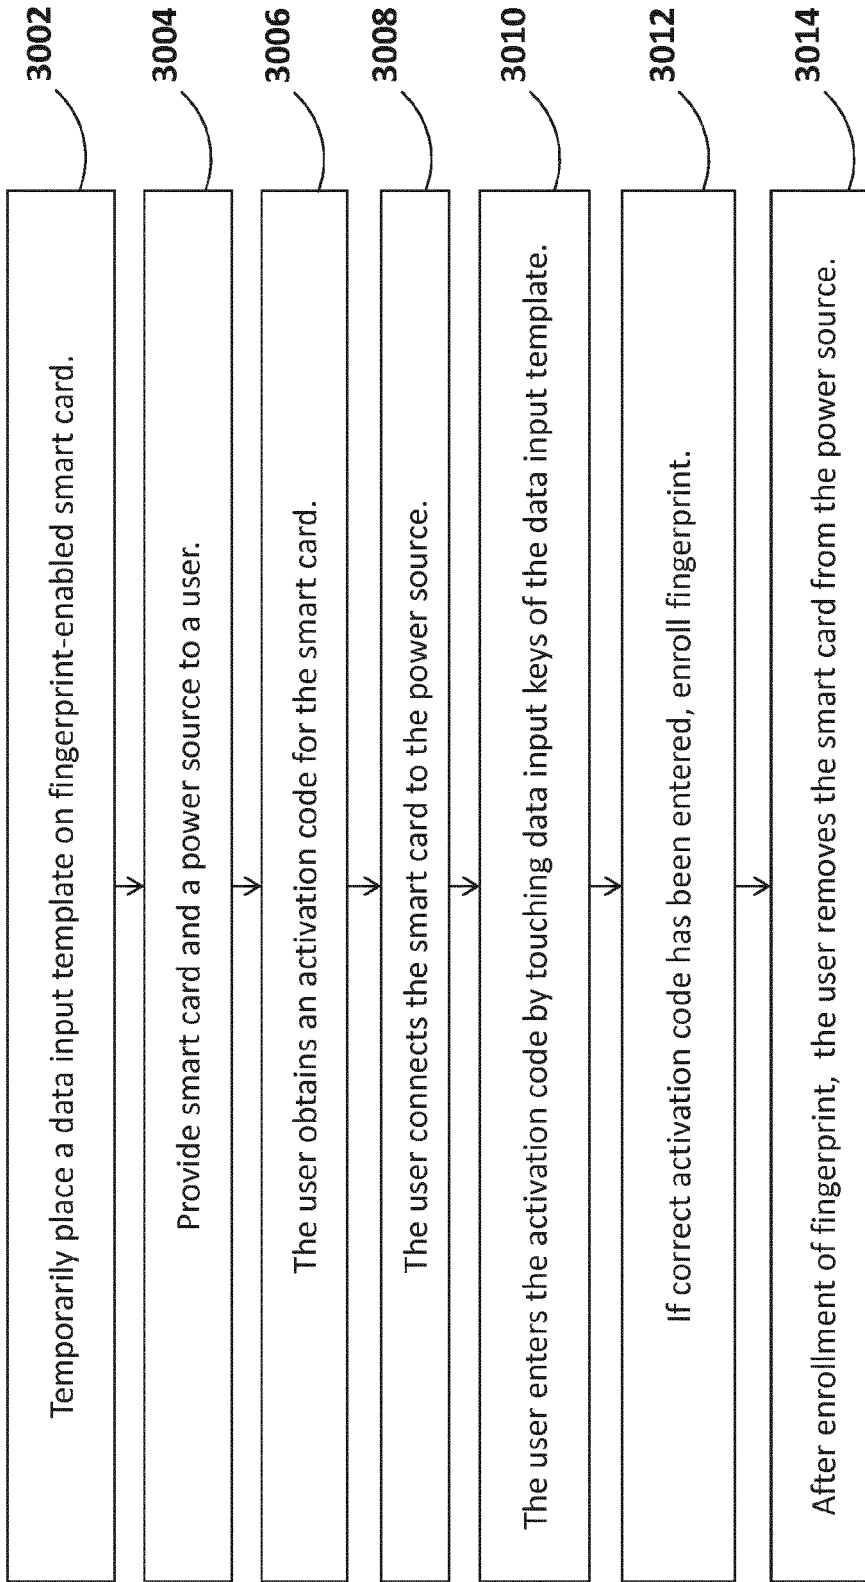 3002
Temporarily place a data input template on fingerprint-enabled smart card.
3004
Provide smart card and a power source to a user.
3006
The user obtains an activation code for the smart card.
3008
The user connects the smart card to the power source.
3010
The user enters the activation code by touching data input keys of the data input template.
3012
If correct activation code has been entered, enroll fingerprint.
3014
After enrollment of fingerprint, the user removes the smart card from the power source.